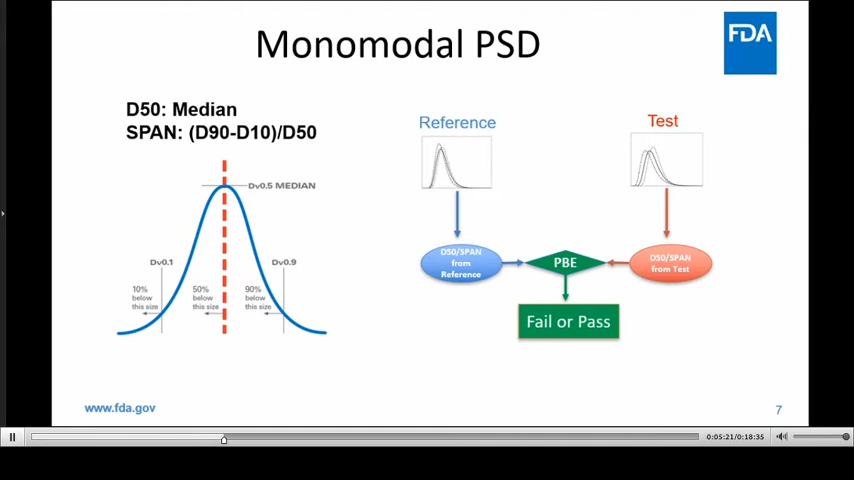 Monomodal PSD
FDA
D50: Median
SPAN: (D90-D10)/D50
Dv0.5 MEDIAN
Dv0.1
Dv0.9
10%
below
this size
50%
below
this size
90%
below
this size
Reference
Test
D50/SPAN
from
Reference
PBE
D50/SPAN
from Test
Fail or Pass
www.fda.gov
7
0:05:21/0:18:35